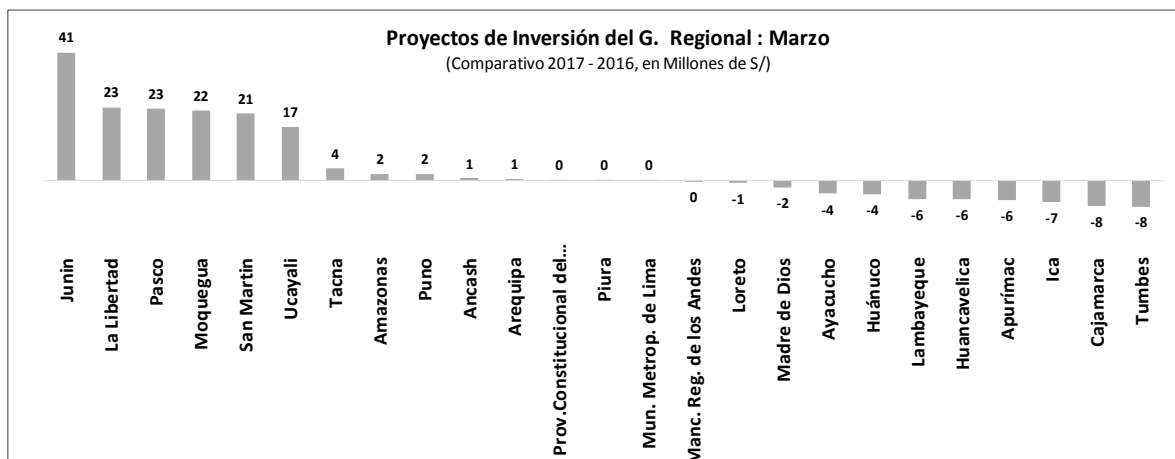 Proyectos de Inversión del G. Regional : Marzo
(Comparativo 2017 - 2016, en Millones de S/)
41
23
23
22
21
17
4
2
2
1
1
0
0
0
0
-1
-2
-4
-4
-6
-6
-6
-7
-8
-8
Junin
La Libertad
Pasco
Moquegua
San Martin
Ucayali
Tacna
Amazonas
Puno
Ancash
Arequipa
Prov.Constitucional del...
Piura
Mun. Metrop. de Lima
Manc. Reg. de los Andes
Loreto
Madre de Dios
Ayacucho
Huánuco
Lambayeque
Huancavelica
Apurímac
Ica
Cajamarca
Tumbes